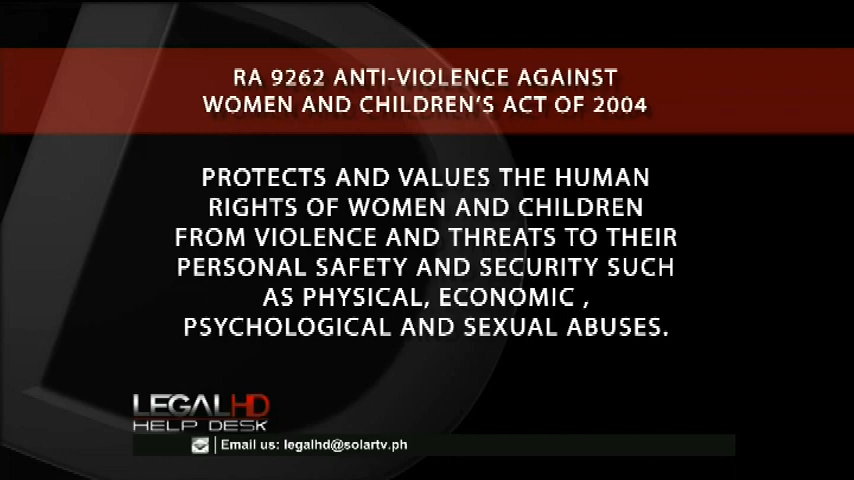 RA 9262 ANTI-VIOLENCE AGAINST
WOMEN AND CHILDREN'S ACT OF 2004
PROTECTS AND VALUES THE HUMAN
RIGHTS OF WOMEN AND CHILDREN
FROM VIOLENCE AND THREATS TO THEIR
PERSONAL SAFETY AND SECURITY SUCH
AS PHYSICAL, ECONOMIC ,
PSYCHOLOGICAL AND SEXUAL ABUSES.
LEGALHD
HELP DESK
Email us: legalhd@solartv.ph